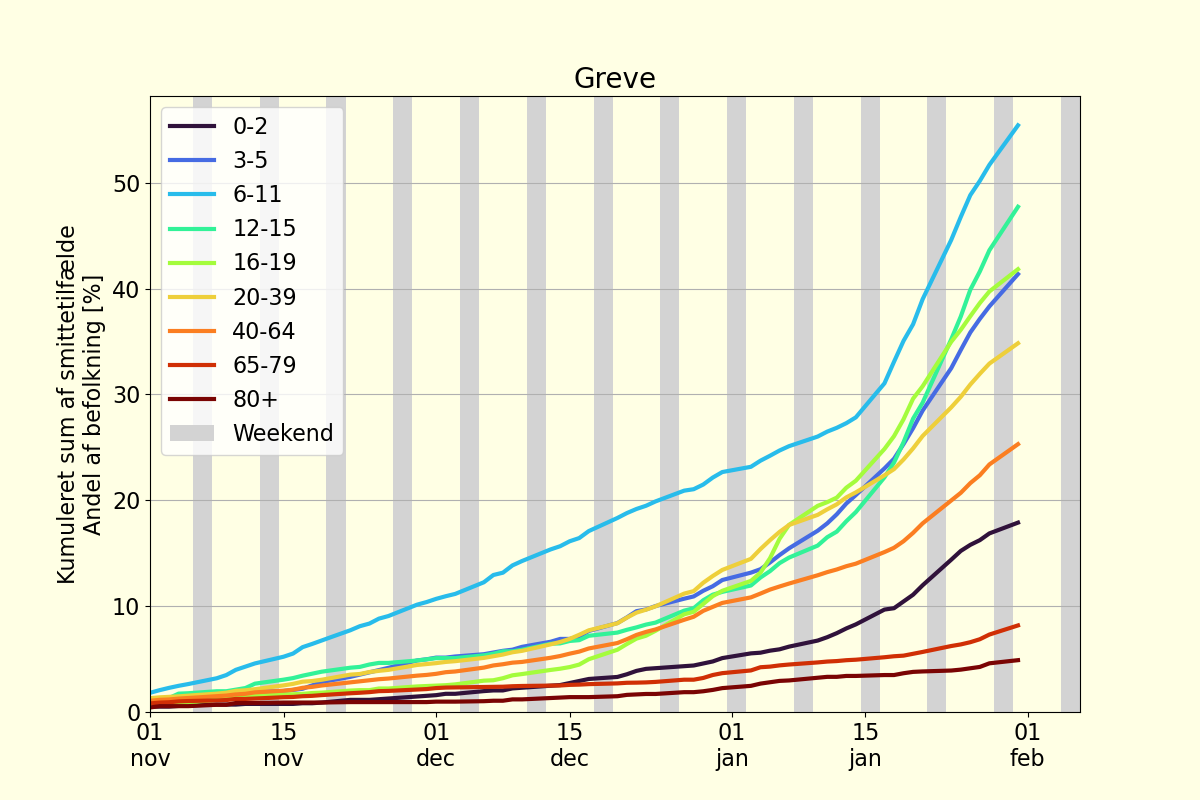 Greve
Kumuleret sum af smittetilfælde
Andel af befolkning [%]
50
40
30
20
10
0
0-2
3-5
6-11
12-15
16-19
20-39
40-64
65-79
80+
Weekend
01 15 01 15 01 15 01
nov nov dec dec jan jan feb